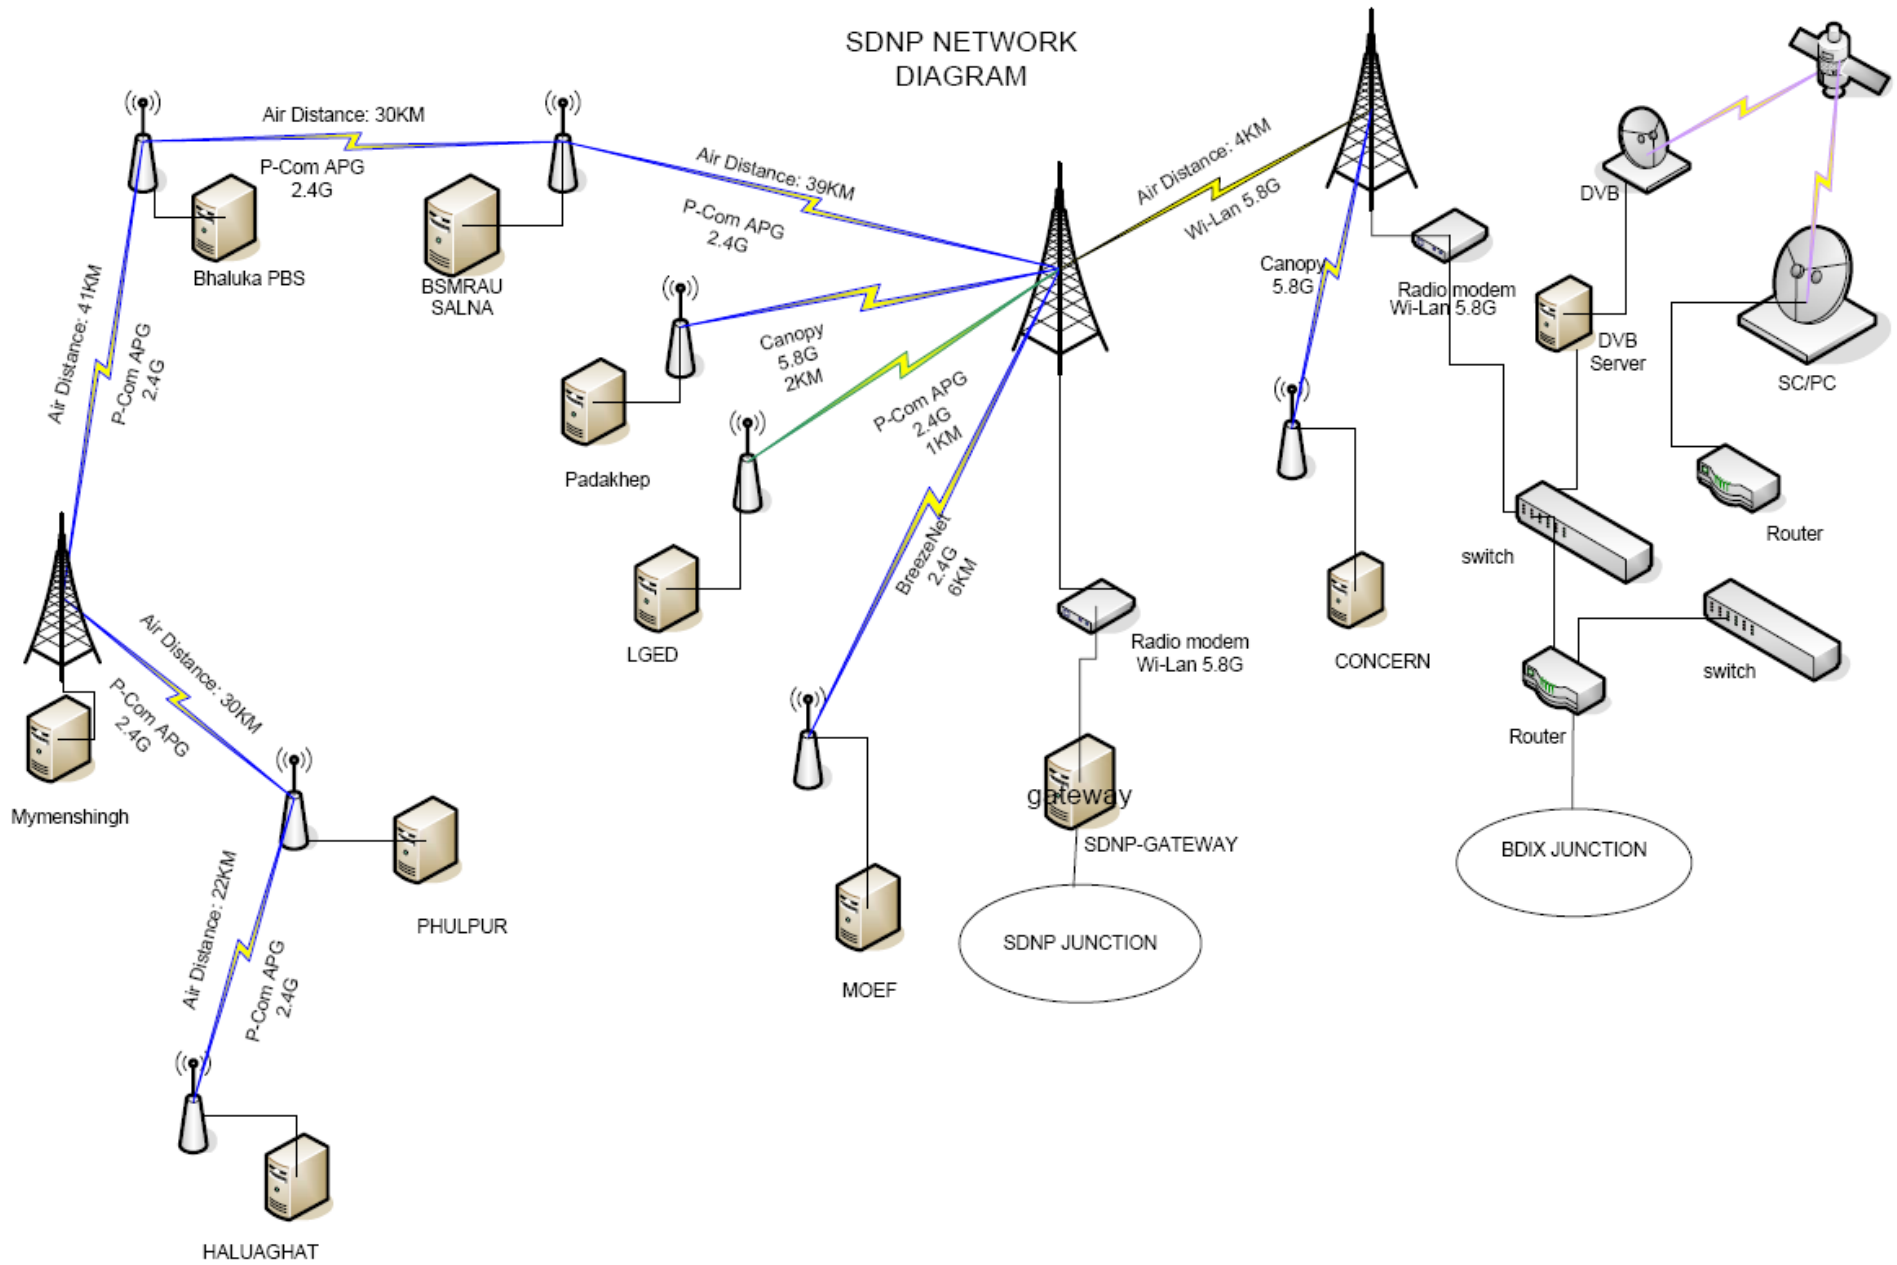 SDNP NETWORK
DIAGRAM
Air Distance: 30KM
P-Com APG
2.4G
Bhaluka PBS
BSMRAU
SALNA
Air Distance: 39KM
P-Com APG
2.4G
Air Distance: 4KM
Wi-Lan 5.8G
Canopy
5.8G
Radio modem
Wi-Lan 5.8G
DVB
DVB
Server
SC/PC
Router
switch
switch
Router
BDIX JUNCTION
CONCERN
Air Distance: 41KM
P-Com APG
2.4G
Canopy
5.8G
2KM
Padakhep
P-Com APG
2.4G
1KM
LGED
BreezeNet
2.4G
6KM
Radio modem
Wi-Lan 5.8G
gateway
SDNP-GATEWAY
SDNP JUNCTION
MOEF
Mymenshingh
Air Distance: 30KM
P-Com APG
2.4G
PHULPUR
Air Distance: 22KM
P-Com APG
2.4G
HALUAGHAT